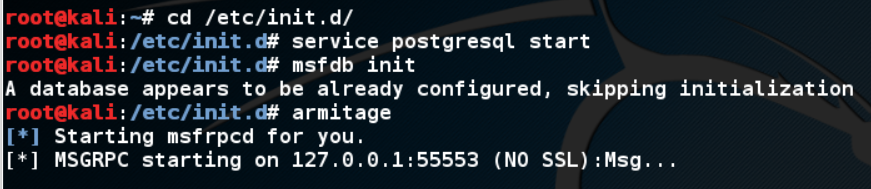 root@kali:~# cd /etc/init.d/
root@kali:/etc/init.d# service postgresql start
root@kali:/etc/init.d# msfdb init
A database appears to be already configured, skipping initialization
root@kali:/etc/init.d# armitage
[*] Starting msfrpcd for you.
[*] MSGRPC starting on 127.0.0.1:55553 (NO SSL):Msg...